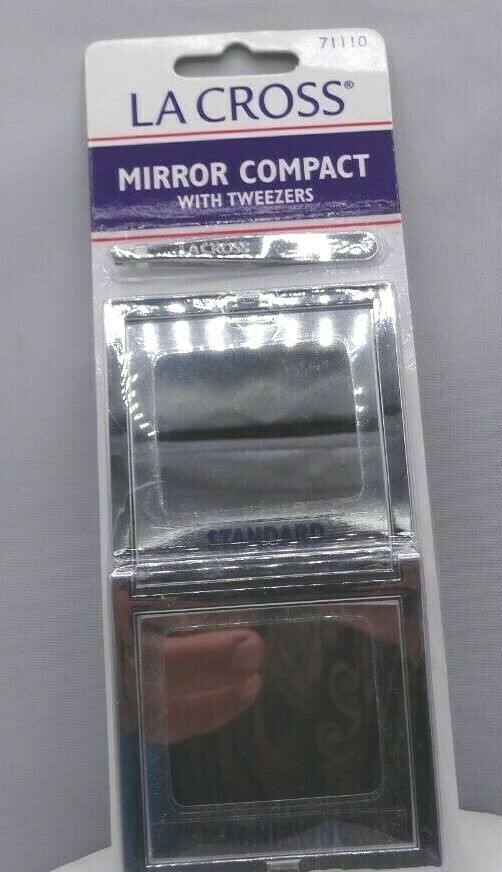 71110
LA CROSS®
MIRROR COMPACT
WITH TWEEZERS
LA CROSS
STANDARD